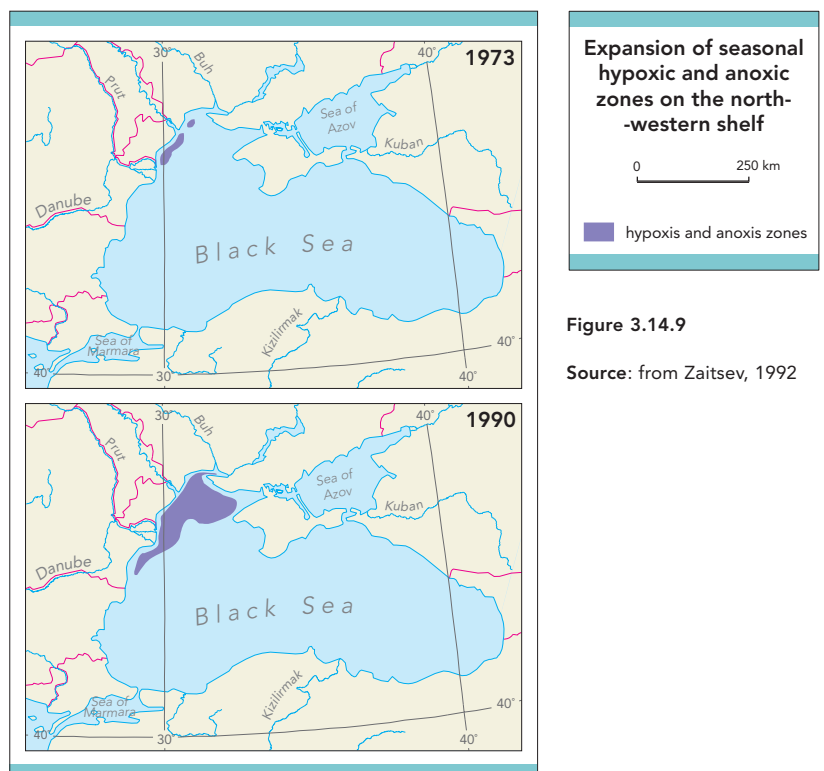 30°
Buh
40°
1973
Prut
Sea of
Azov
Kuban
Danube
Black Sea
Sea of
Marmara
Kizilirmak
40°
40°
30°
40°
30°
Buh
40°
1990
Prut
Sea of
Azov
Kuban
Danube
Black Sea
Sea of
Marmara
Kizilirmak
40°
40°
30°
40°
Expansion of seasonal
hypoxic and anoxic
zones on the north-
-western shelf
0 250 km
hypoxis and anoxis zones
Figure 3.14.9
Source: from Zaitsev, 1992